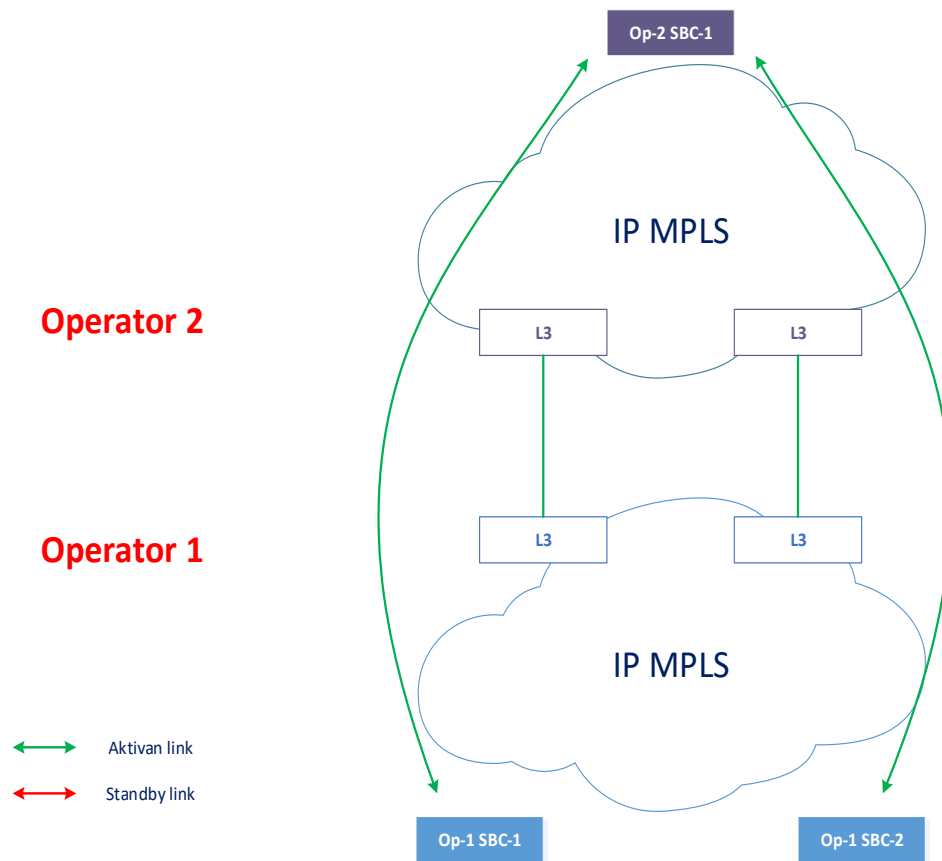 Op-2 SBC-1
IP MPLS
Operator 2
L3
L3
Operator 1
L3
L3
IP MPLS
Aktivan link
Standby link
Op-1 SBC-1
Op-1 SBC-2